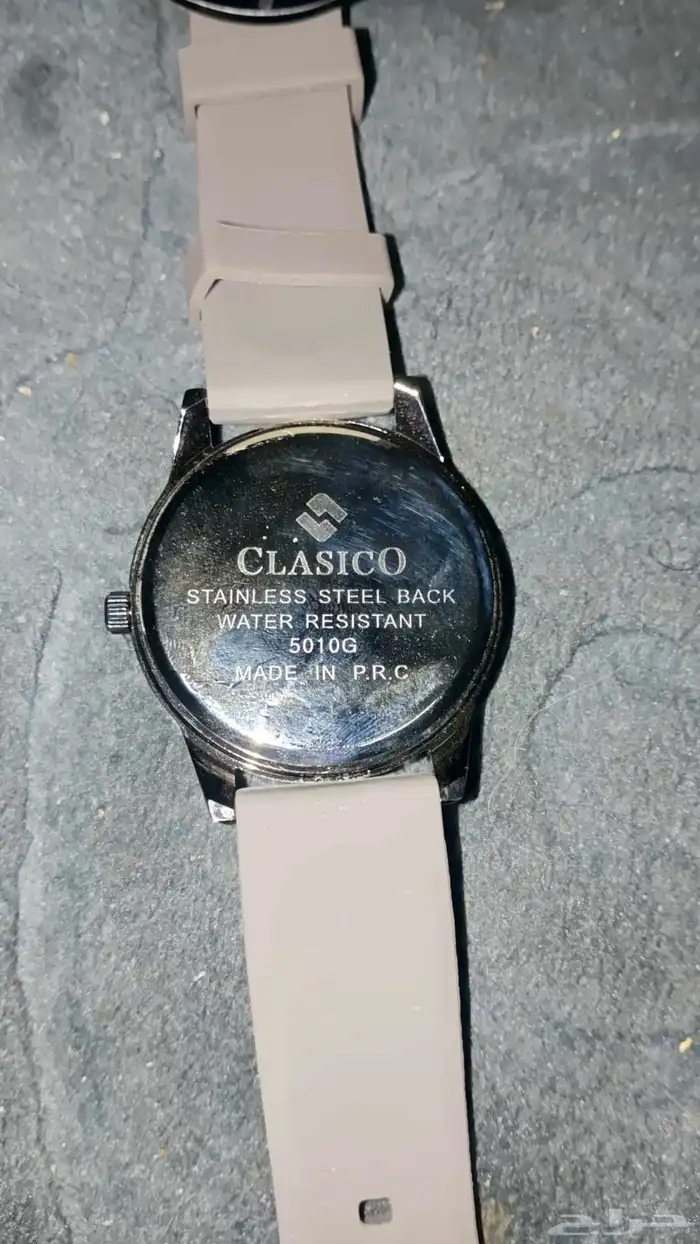 CLASICO
STAINLESS STEEL BACK
WATER RESISTANT
5010G
MADE IN P.R.C
حراج